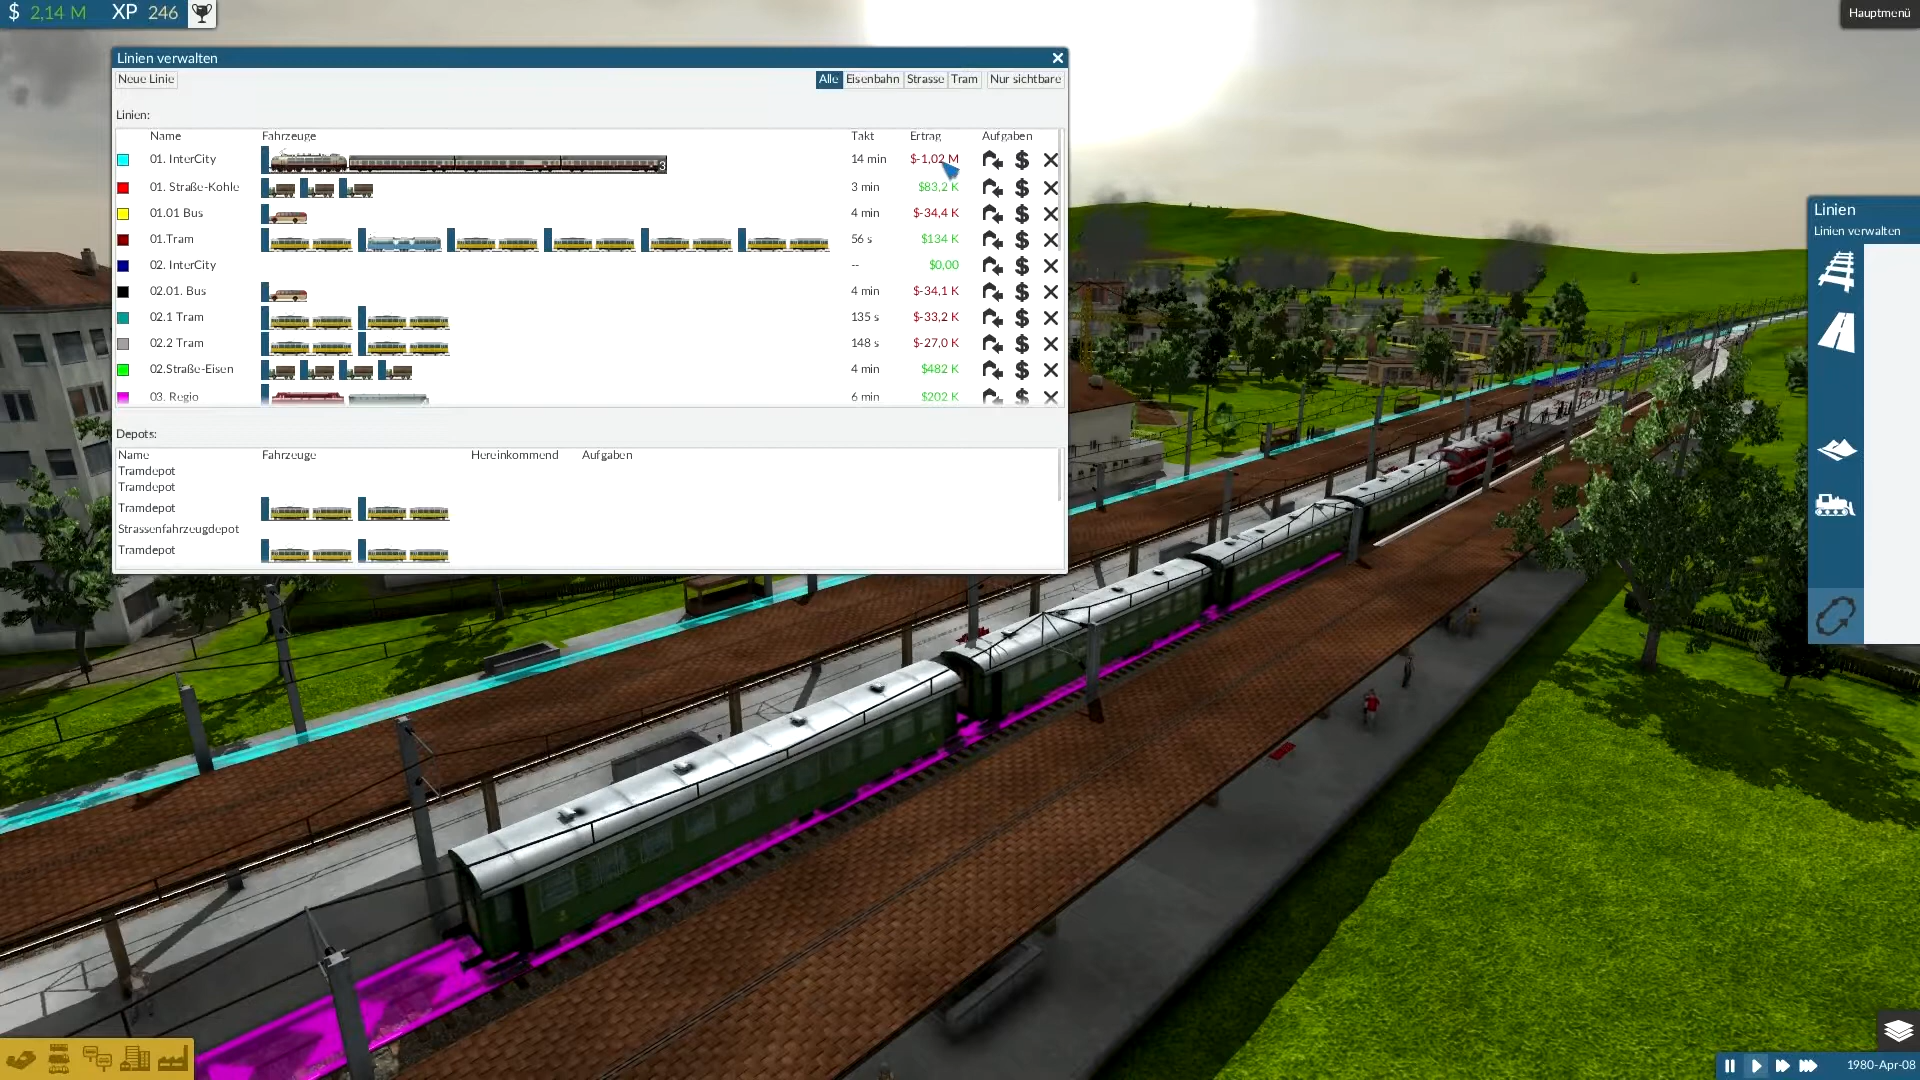 $ 2,14 M XP 246
Hauptmenü
Linien verwalten
Neue Linie Alle Eisenbahn Strasse Tram Nur sichtbare
Linien:
Name Fahrzeuge Takt Ertrag Aufgaben
01. InterCity 3 14 min $-1,02 M
01. Straße-Kohle 3 min $83,2 K
01.01 Bus 4 min $-34,4 K
01.Tram 56 s $134 K
02. InterCity -- $0,00
02.01. Bus 4 min $-34,1 K
02.1 Tram 135 s $-33,2 K
02.2 Tram 148 s $-27,0 K
02.Straße-Eisen 4 min $482 K
03. Regio 6 min $202 K
Depots:
Name Fahrzeuge Hereinkommend Aufgaben
Tramdepot
Tramdepot
Tramdepot
Strassenfahrzeugdepot
Tramdepot
Linien
Linien verwalten
1980-Apr-08